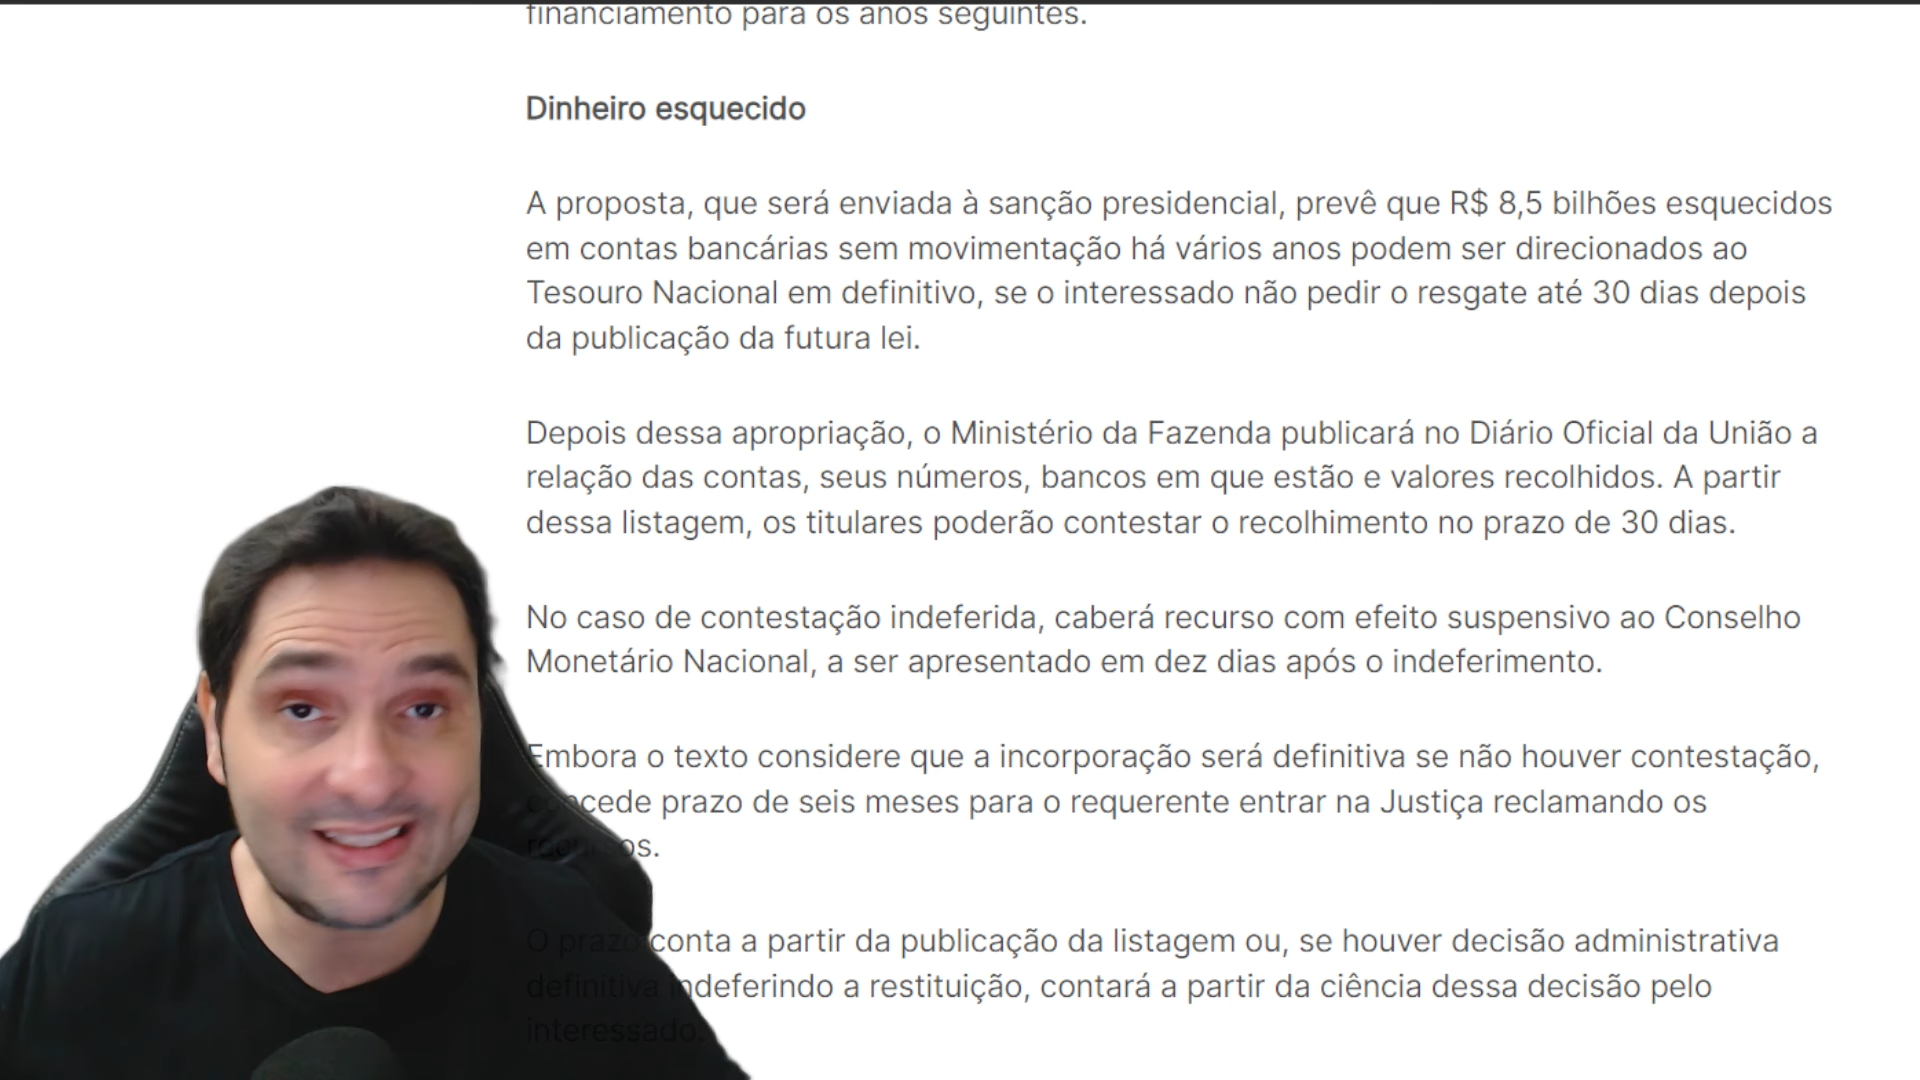 financiamento para os anos seguintes.
Dinheiro esquecido
A proposta, que será enviada à sanção presidencial, prevê que R$ 8,5 bilhões esquecidos
em contas bancárias sem movimentação há vários anos podem ser direcionados ao
Tesouro Nacional em definitivo, se o interessado não pedir o resgate até 30 dias depois
da publicação da futura lei.
Depois dessa apropriação, o Ministério da Fazenda publicará no Diário Oficial da União a
relação das contas, seus números, bancos em que estão e valores recolhidos. A partir
dessa listagem, os titulares poderão contestar o recolhimento no prazo de 30 dias.
No caso de contestação indeferida, caberá recurso com efeito suspensivo ao Conselho
Monetário Nacional, a ser apresentado em dez dias após o indeferimento.
Embora o texto considere que a incorporação será definitiva se não houver contestação,
concede prazo de seis meses para o requerente entrar na Justiça reclamando os
recursos.
O prazo conta a partir da publicação da listagem ou, se houver decisão administrativa
definitiva indeferindo a restituição, contará a partir da ciência dessa decisão pelo
interessado.